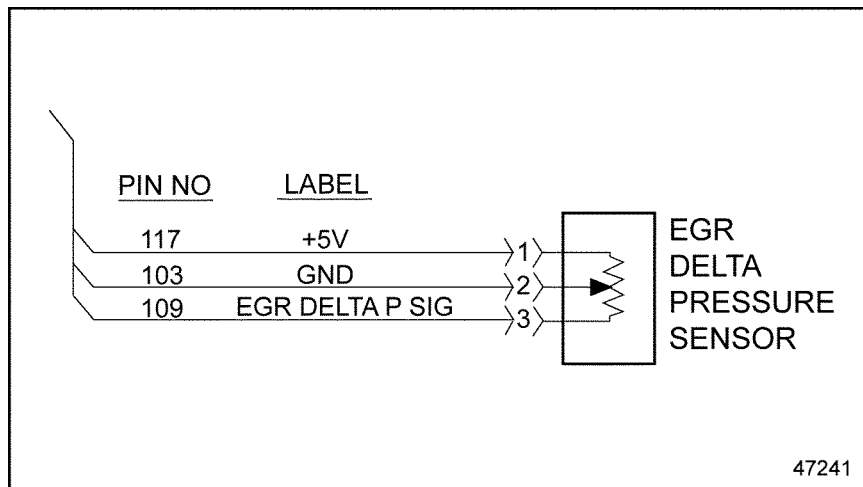 PIN NO LABEL
117 +5V 1
103 GND 2
109 EGR DELTA P SIG 3
EGR
DELTA
PRESSURE
SENSOR
47241